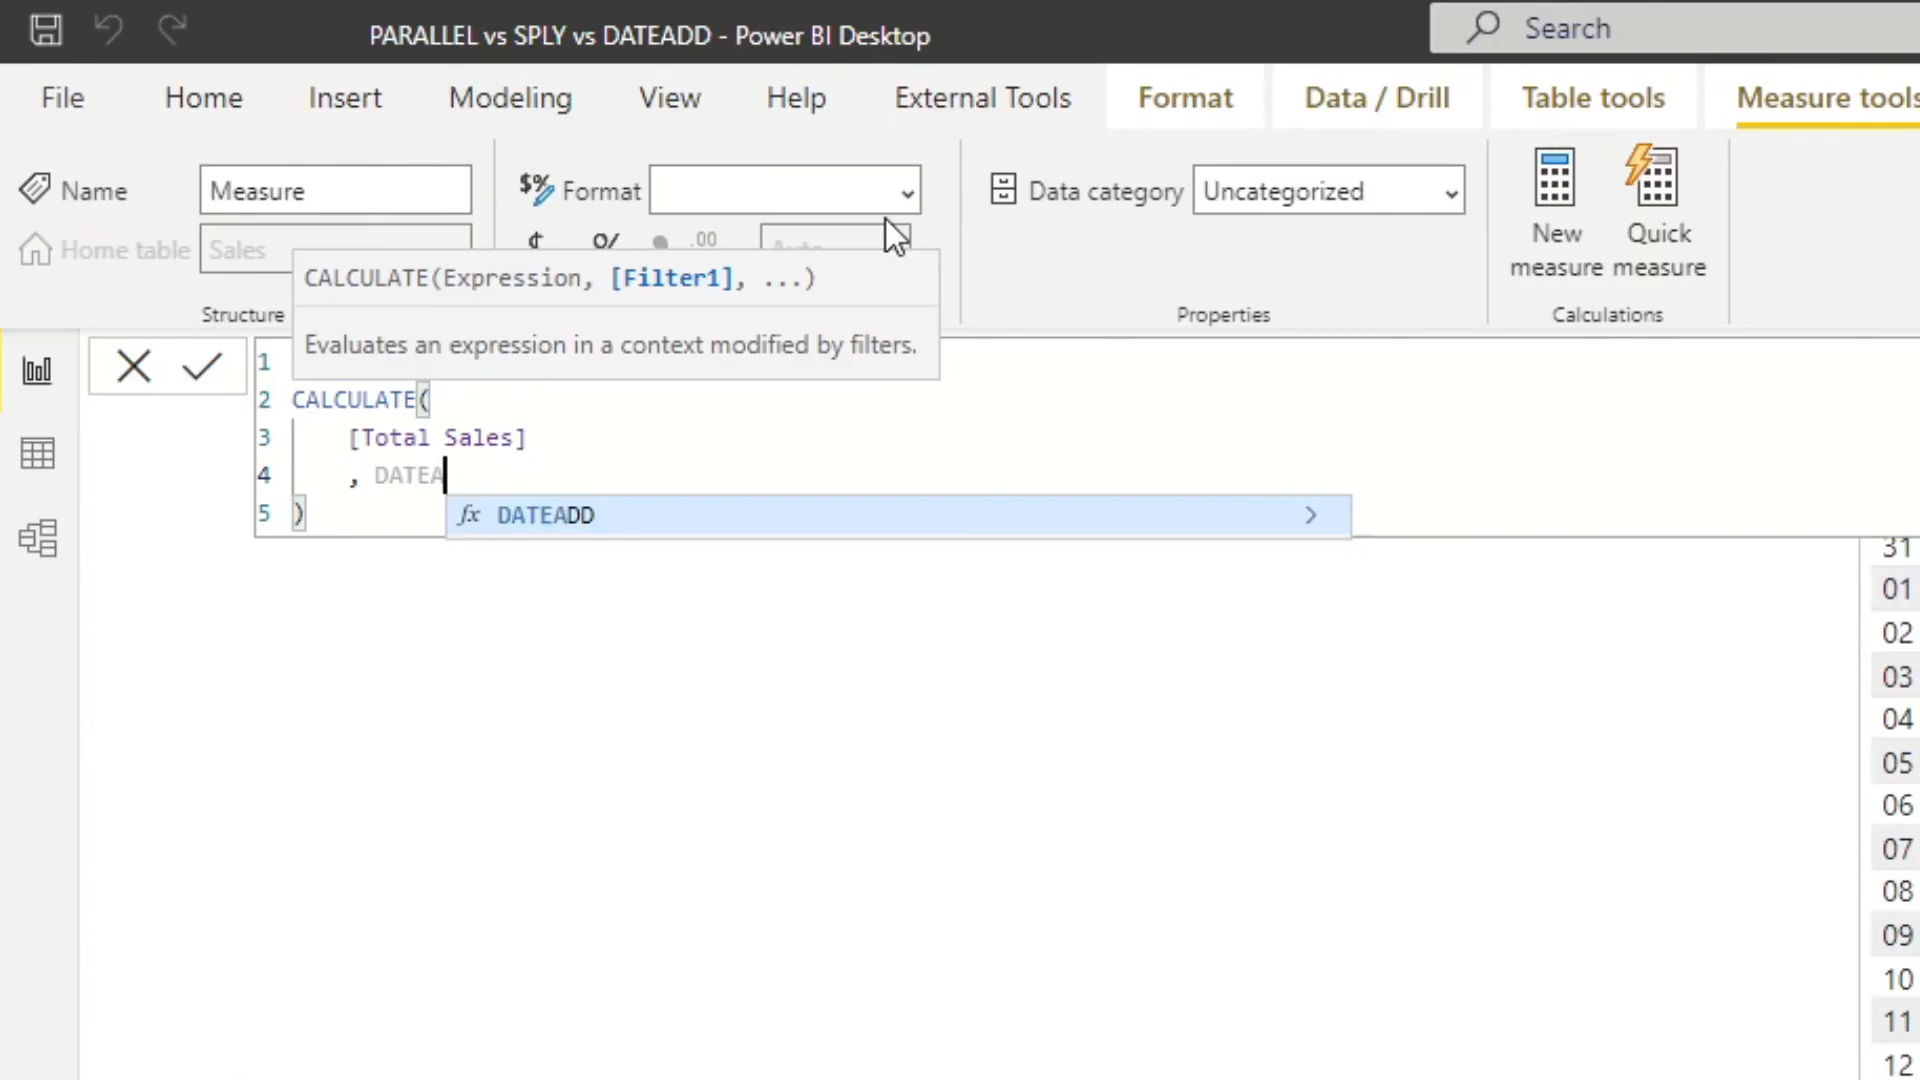 PARALLEL vs SPLY vs DATEADD - Power BI Desktop
Search
File
Home
Insert
Modeling
View
Help
External Tools
Format
Data / Drill
Table tools
Measure tools
Name
Measure
$% Format
Data category
Uncategorized
New measure
Quick measure
Home table
Sales
.00
Auto
CALCULATE(Expression, [Filter1], ...)
Evaluates an expression in a context modified by filters.
Structure
Properties
Calculations
1
2 CALCULATE(
3 [Total Sales]
4 , DATEA
5 )
fx DATEADD
31
01
02
03
04
05
06
07
08
09
10
11
12